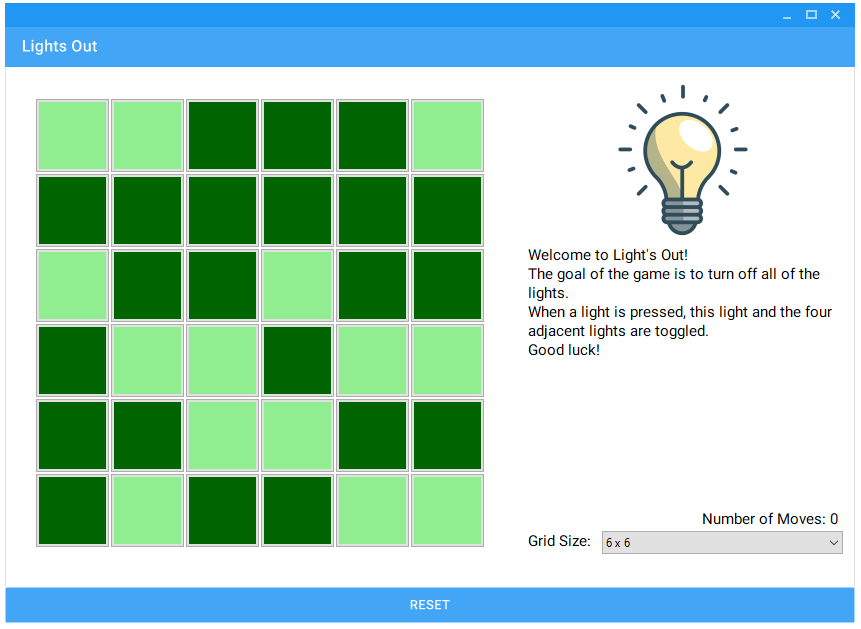 Lights Out
Welcome to Light's Out!
The goal of the game is to turn off all of the
lights.
When a light is pressed, this light and the four
adjacent lights are toggled.
Good luck!
Number of Moves: 0
Grid Size:
6 x 6
RESET